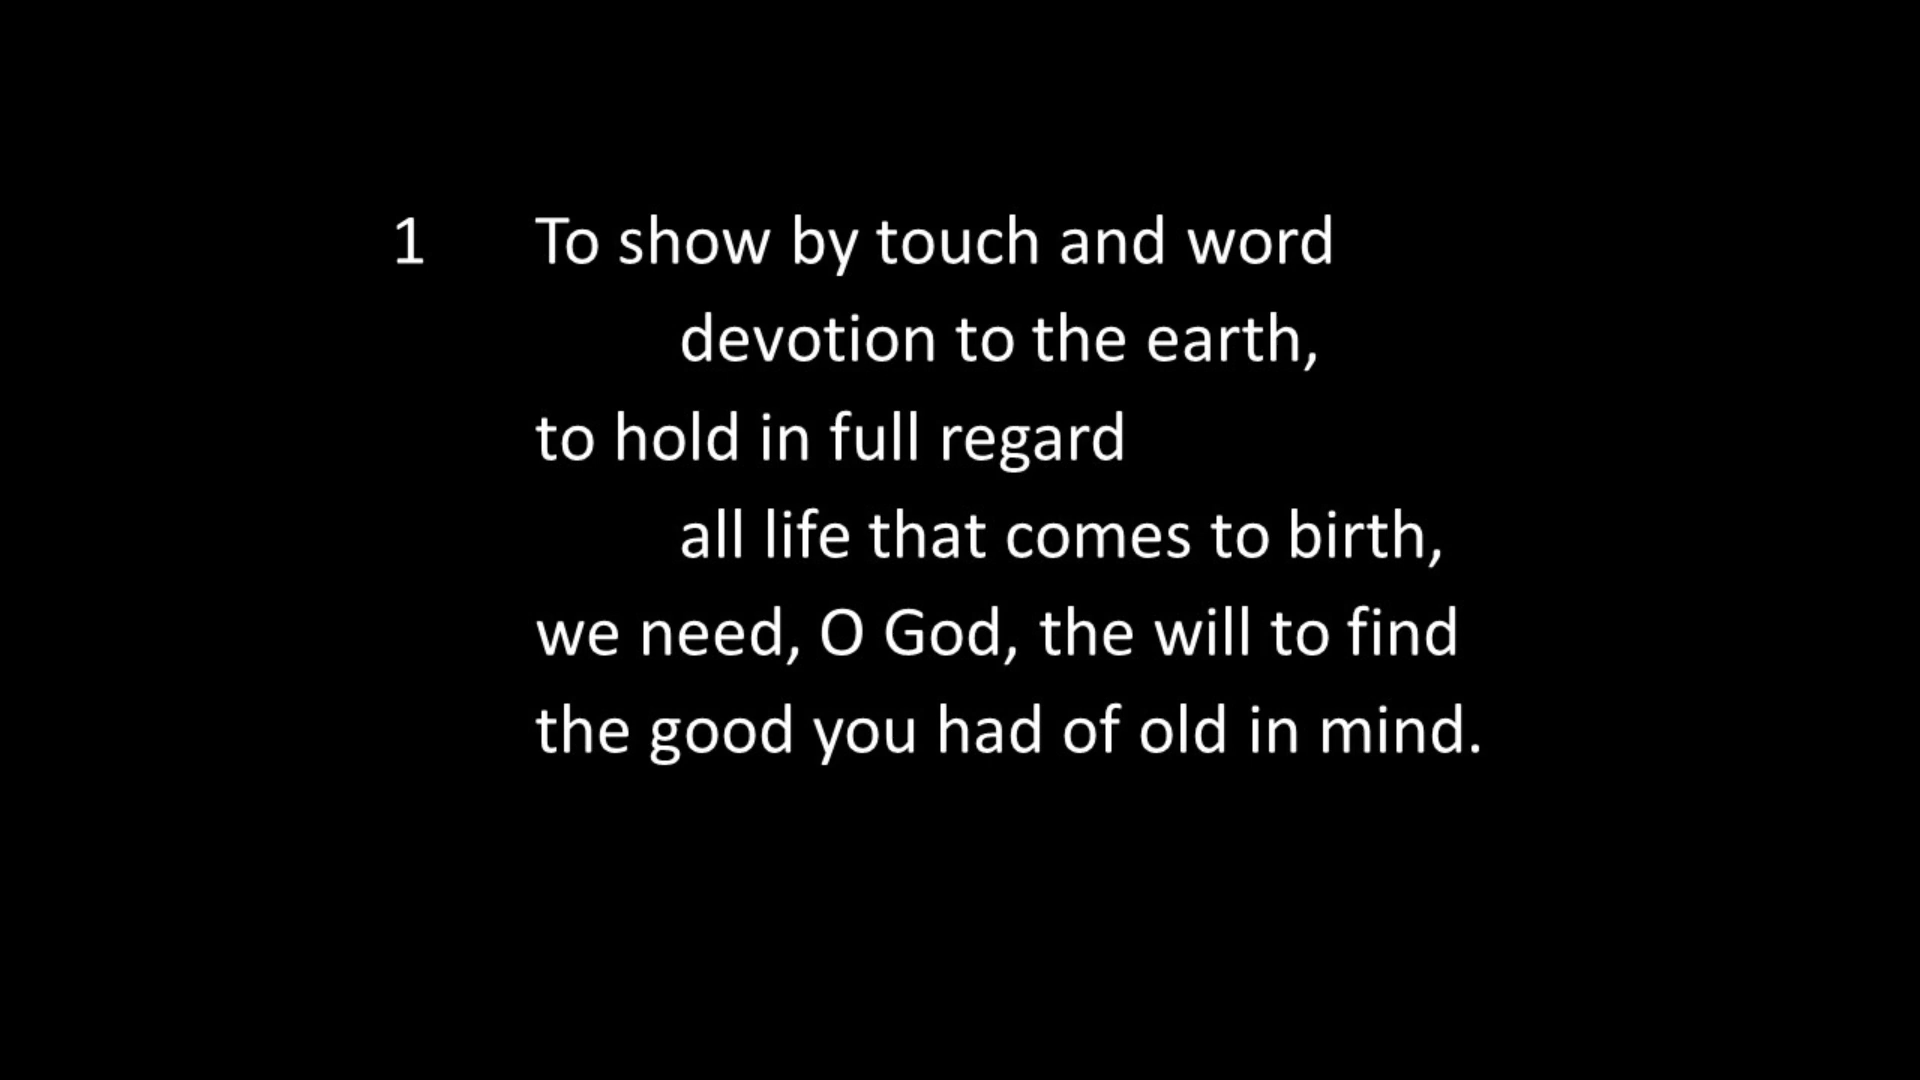 1 To show by touch and word
devotion to the earth,
to hold in full regard
all life that comes to birth,
we need, O God, the will to find
the good you had of old in mind.